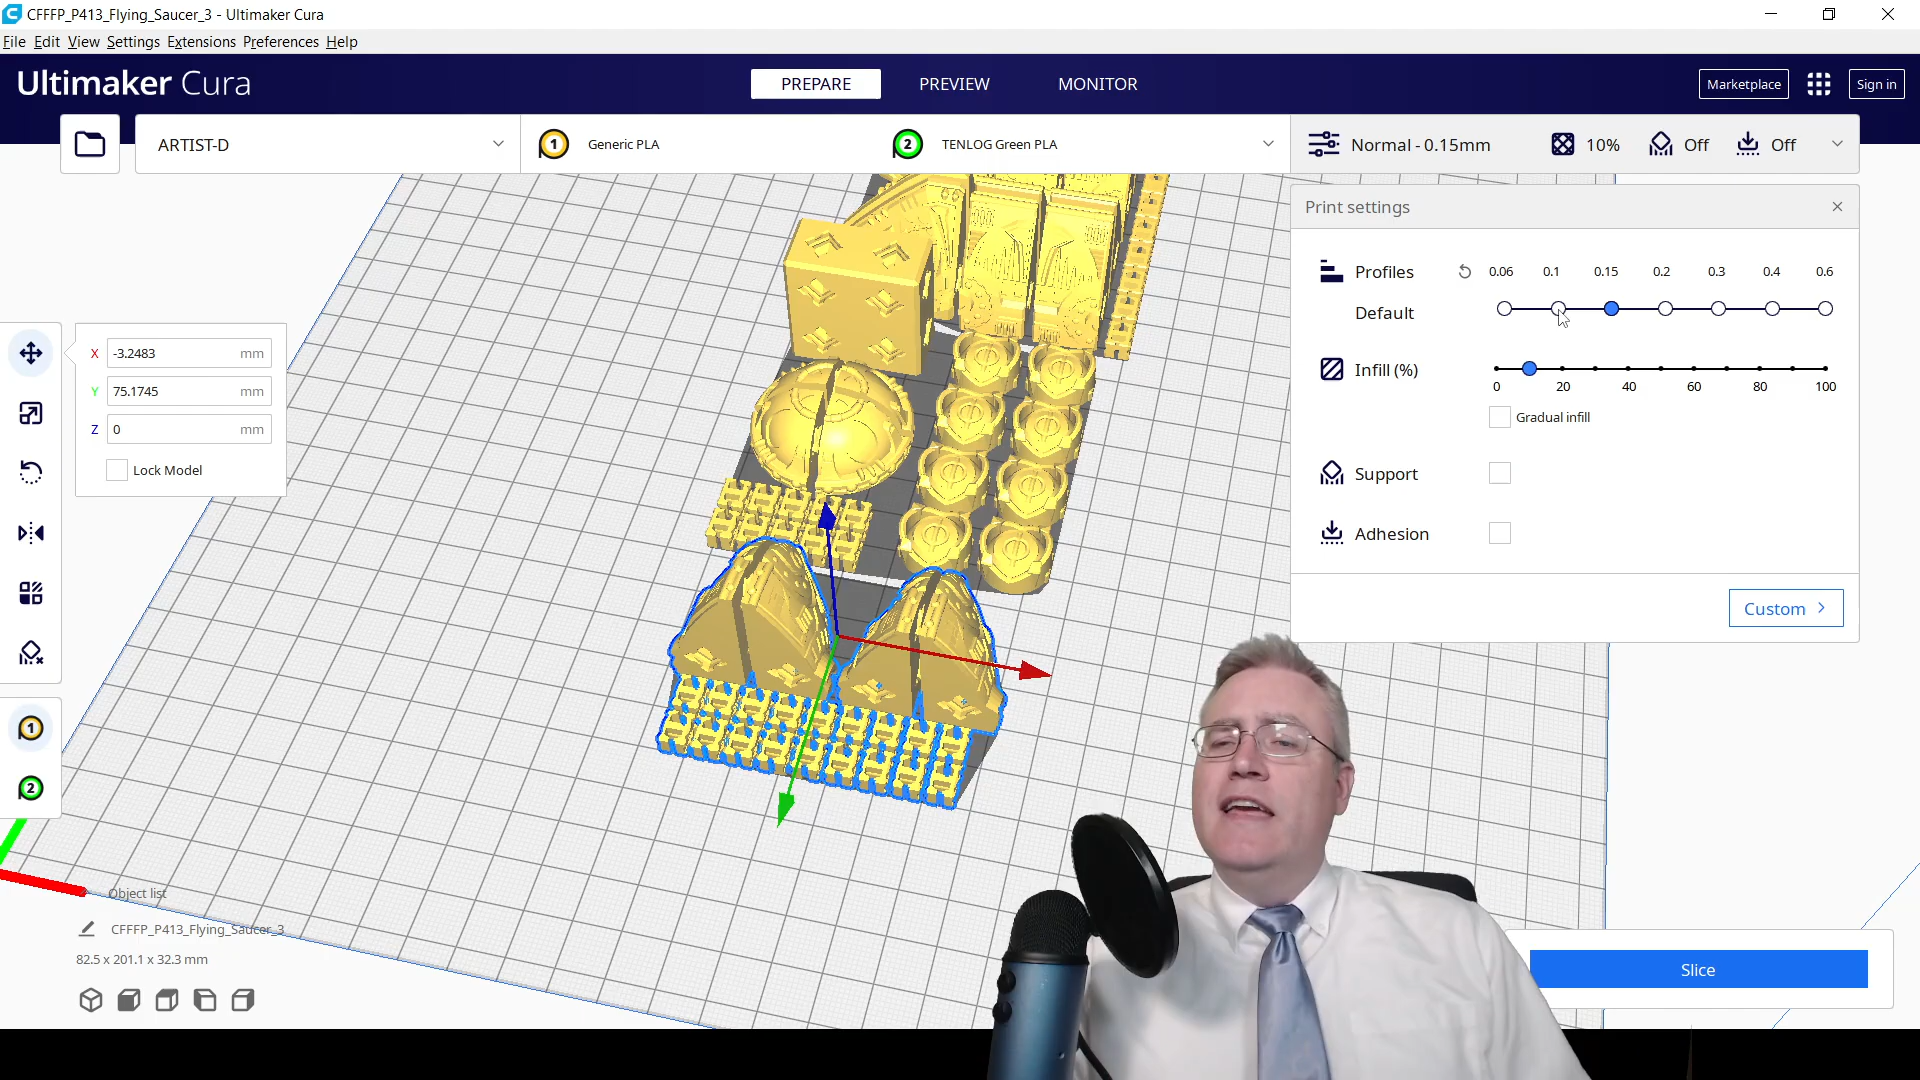 CFFFP_P413_Flying_Saucer_3 - Ultimaker Cura
File Edit View Settings Extensions Preferences Help
Ultimaker Cura
PREPARE
PREVIEW
MONITOR
Marketplace
Sign in
ARTIST-D
1
Generic PLA
2
TENLOG Green PLA
Normal - 0.15mm
10%
Off
Off
Print settings
Profiles
0.06 0.1 0.15 0.2 0.3 0.4 0.6
Default
Infill (%)
0 20 40 60 80 100
Gradual infill
Support
Adhesion
Custom
X -3.2483 mm
Y 75.1745 mm
Z 0 mm
Lock Model
1
2
Object list
CFFFP_P413_Flying_Saucer_3
82.5 x 201.1 x 32.3 mm
Slice